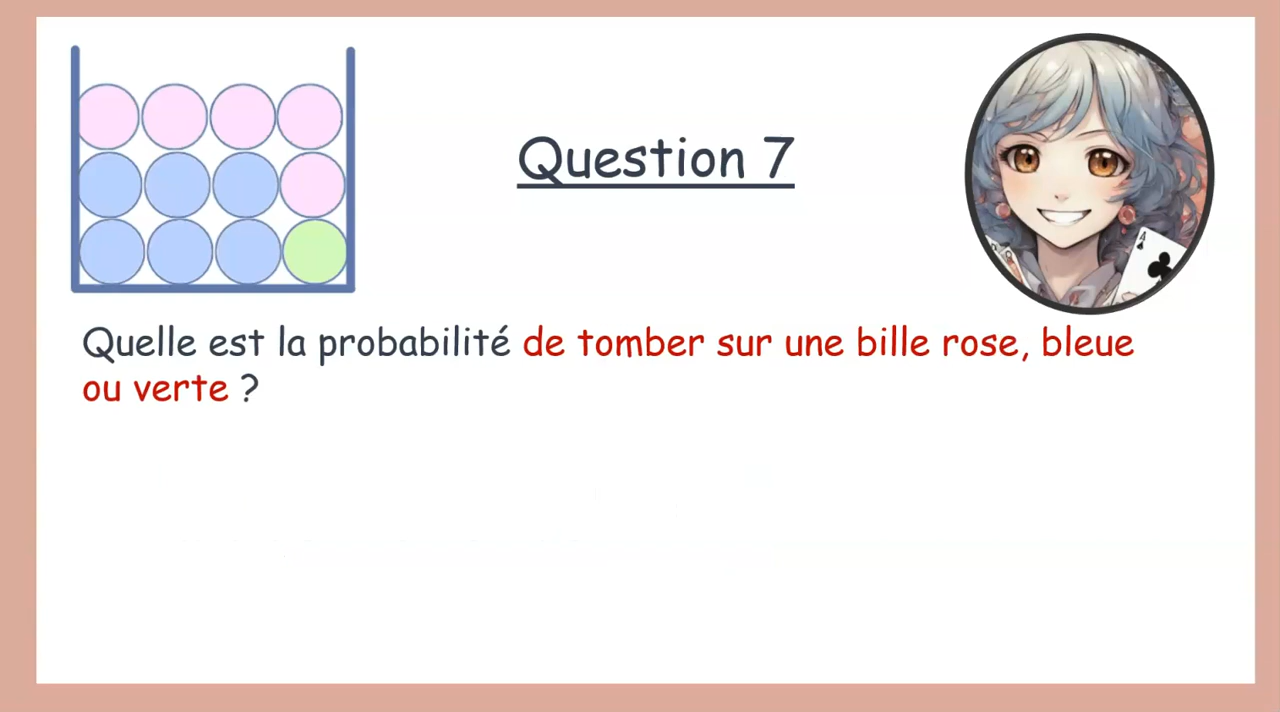 Question 7
Quelle est la probabilité de tomber sur une bille rose, bleue
ou verte ?
A